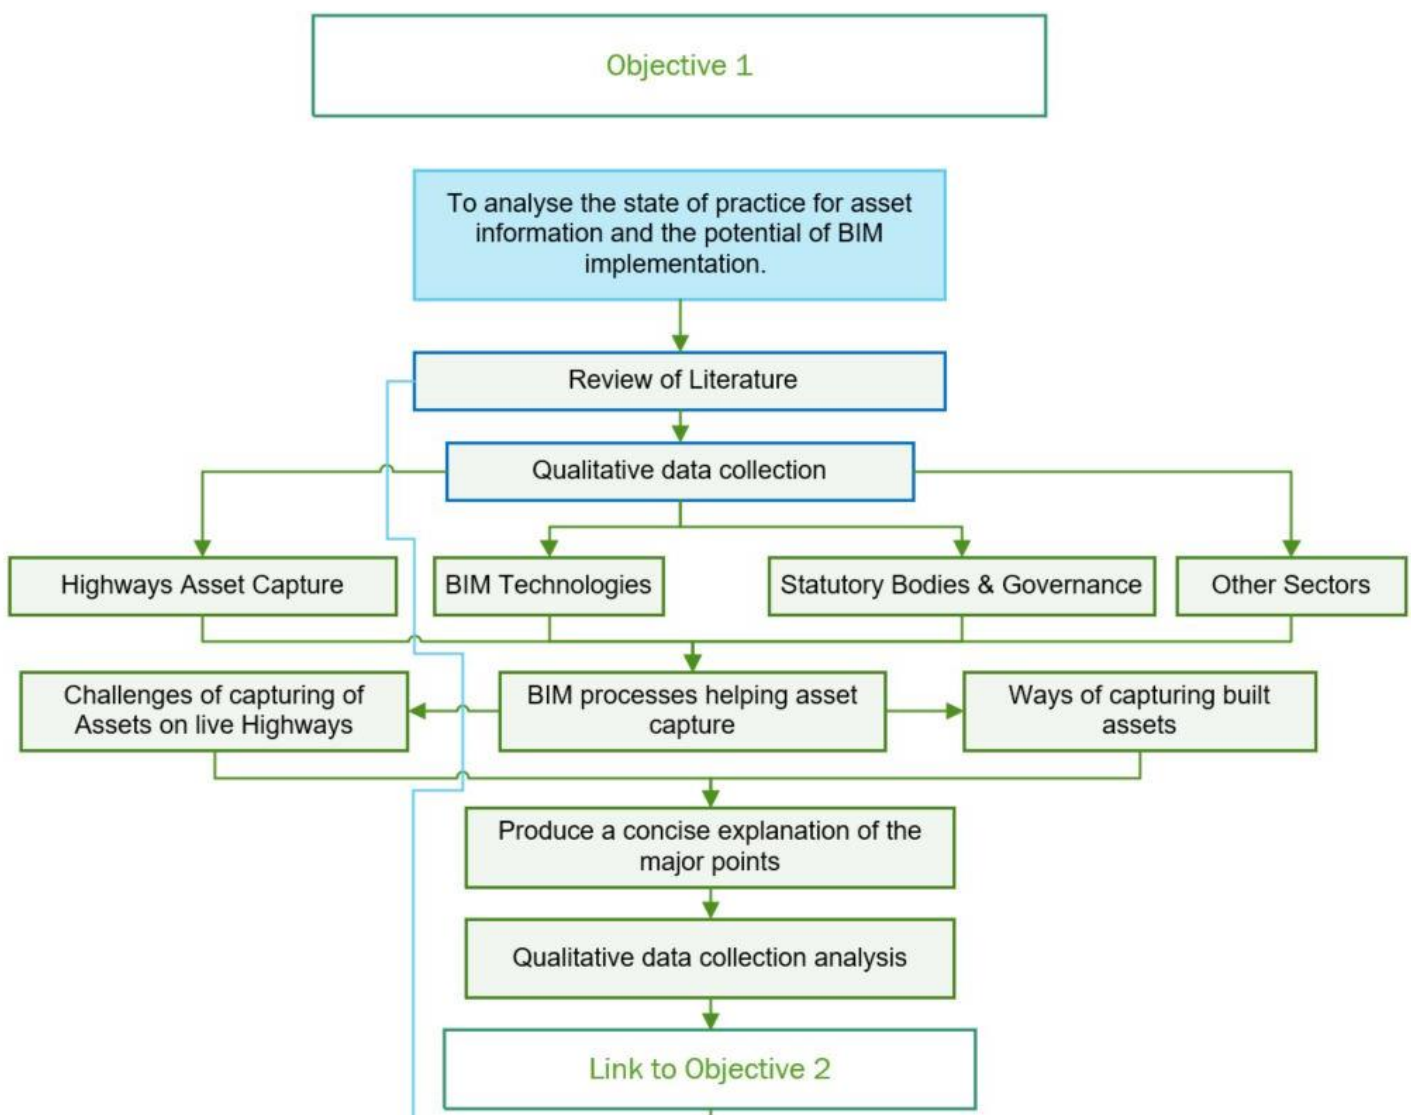 Objective 1
To analyse the state of practice for asset
information and the potential of BIM
implementation.
Review of Literature
Qualitative data collection
Highways Asset Capture
BIM Technologies
Statutory Bodies & Governance
Other Sectors
Challenges of capturing of
Assets on live Highways
BIM processes helping asset
capture
Ways of capturing built
assets
Produce a concise explanation of the
major points
Qualitative data collection analysis
Link to Objective 2